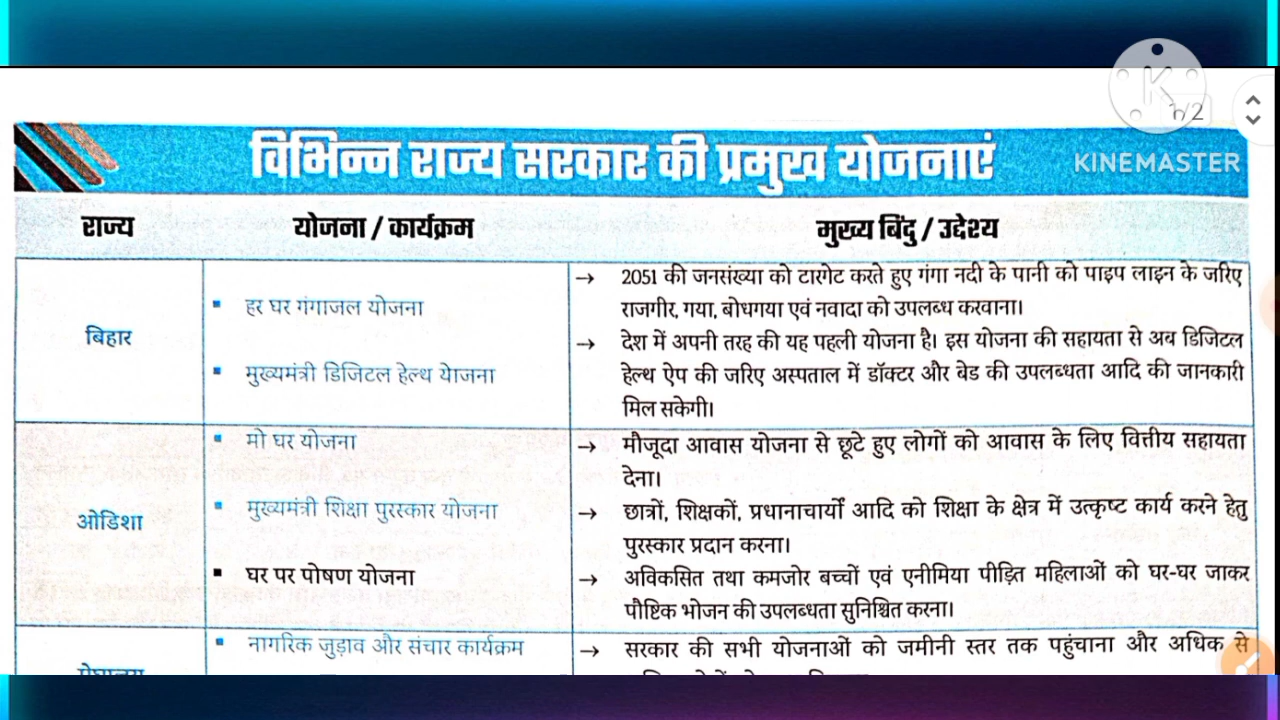 1/2
विभिन्न राज्य सरकार की प्रमुख योजनाएं
KINEMASTER
राज्य योजना / कार्यक्रम मुख्य बिंदु / उद्देश्य
बिहार
▪ हर घर गंगाजल योजना
→ 2051 की जनसंख्या को टारगेट करते हुए गंगा नदी के पानी को पाइप लाइन के जरिए
राजगीर, गया, बोधगया एवं नवादा को उपलब्ध करवाना।
▪ मुख्यमंत्री डिजिटल हेल्थ येाजना
→ देश में अपनी तरह की यह पहली योजना है। इस योजना की सहायता से अब डिजिटल
हेल्थ ऐप की जरिए अस्पताल में डॉक्टर और बेड की उपलब्धता आदि की जानकारी
मिल सकेगी।
ओडिशा
▪ मो घर योजना
→ मौजूदा आवास योजना से छूटे हुए लोगों को आवास के लिए वित्तीय सहायता
देना।
▪ मुख्यमंत्री शिक्षा पुरस्कार योजना
→ छात्रों, शिक्षकों, प्रधानाचार्यों आदि को शिक्षा के क्षेत्र में उत्कृष्ट कार्य करने हेतु
पुरस्कार प्रदान करना।
▪ घर पर पोषण योजना
→ अविकसित तथा कमजोर बच्चों एवं एनीमिया पीड़ित महिलाओं को घर-घर जाकर
पौष्टिक भोजन की उपलब्धता सुनिश्चित करना।
▪ नागरिक जुड़ाव और संचार कार्यक्रम
→ सरकार की सभी योजनाओं को जमीनी स्तर तक पहुंचाना और अधिक से